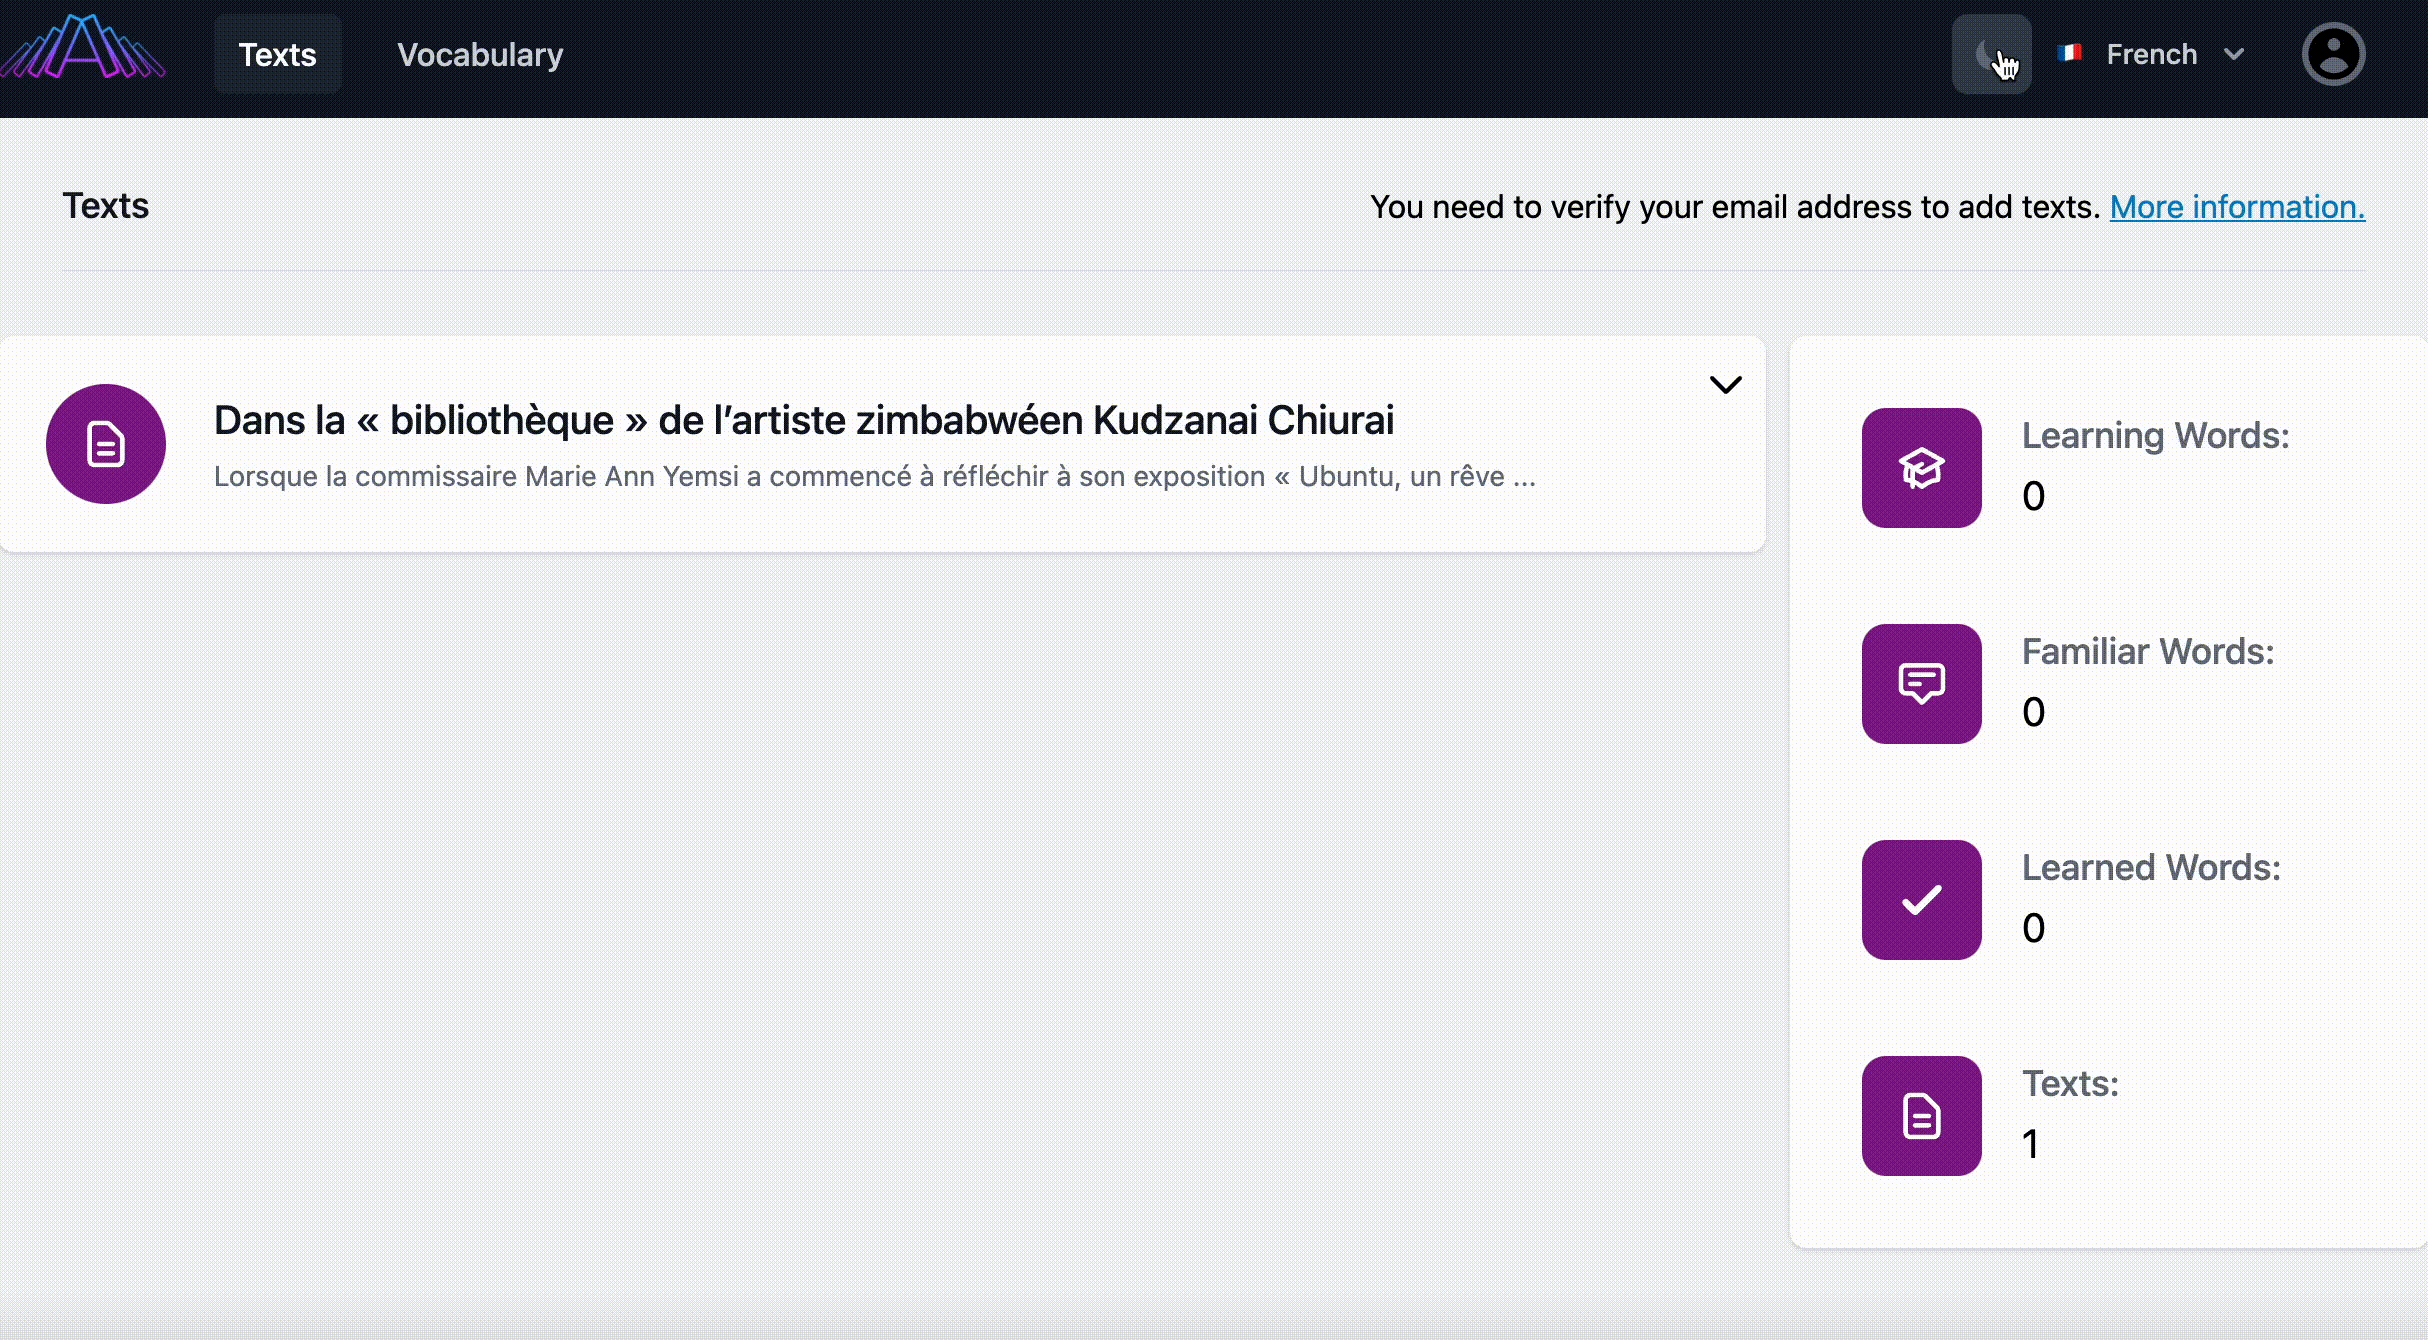 Texts
Vocabulary
French
Texts
You need to verify your email address to add texts. More information.
Dans la « bibliothèque » de l’artiste zimbabwéen Kudzanai Chiurai
Lorsque la commissaire Marie Ann Yemsi a commencé à réfléchir à son exposition « Ubuntu, un rêve ...
Learning Words:
0
Familiar Words:
0
Learned Words:
0
Texts:
1